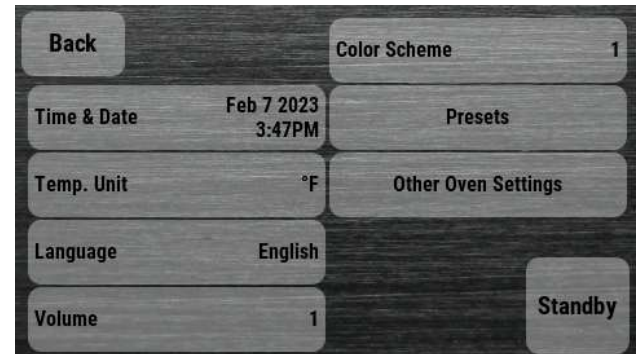 Back
Time & Date
Feb 7 2023
3:47PM
Temp. Unit
°F
Language
English
Volume
1
Color Scheme
1
Presets
Other Oven Settings
Standby